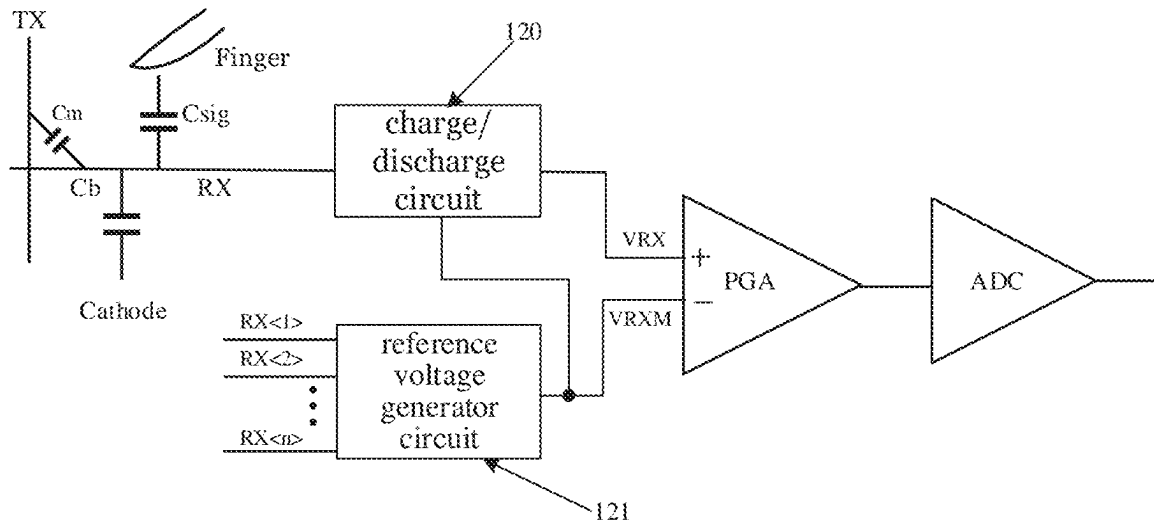 TX
120
Finger
Cm
Csig
charge/
discharge
circuit
Cb
RX
VRX
+
PGA
ADC
−
VRXM
Cathode
RX<1>
RX<2>
RX<n>
reference
voltage
generator
circuit
121